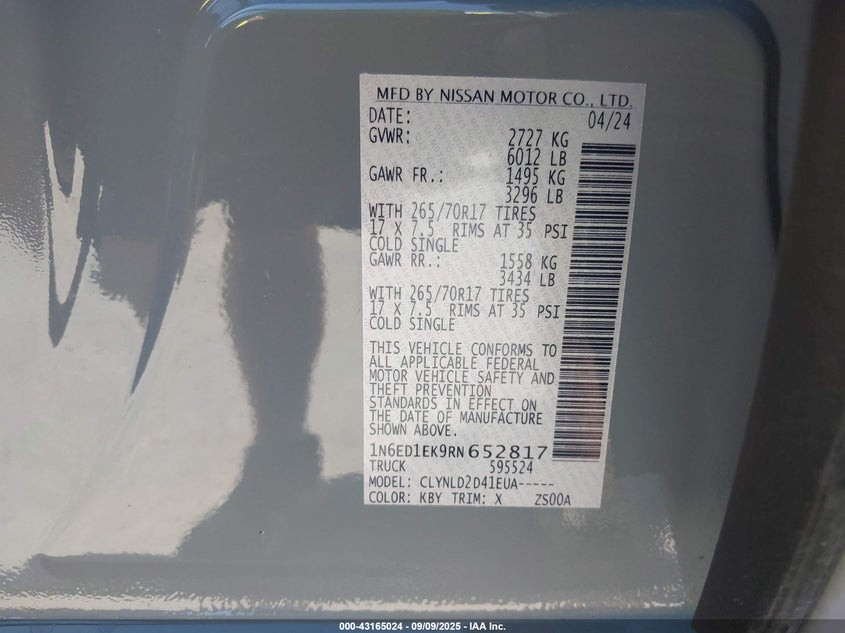 MFD BY NISSAN MOTOR CO., LTD.
DATE: 04/24
GVWR: 2727 KG
6012 LB
GAWR FR.: 1495 KG
3296 LB
WITH 265/70R17 TIRES
17 X 7.5 RIMS AT 35 PSI
COLD SINGLE
GAWR RR.: 1558 KG
3434 LB
WITH 265/70R17 TIRES
17 X 7.5 RIMS AT 35 PSI
COLD SINGLE
THIS VEHICLE CONFORMS TO
ALL APPLICABLE FEDERAL
MOTOR VEHICLE SAFETY AND
THEFT PREVENTION
STANDARDS IN EFFECT ON
THE DATE OF MANUFACTURE
SHOWN ABOVE.
1N6ED1EK9RN652817
TRUCK 595524
MODEL: CLYNLD2D41EUA-----
COLOR: KBY TRIM: X ZS00A
000-43165024 - 09/09/2025 - IAA Inc.